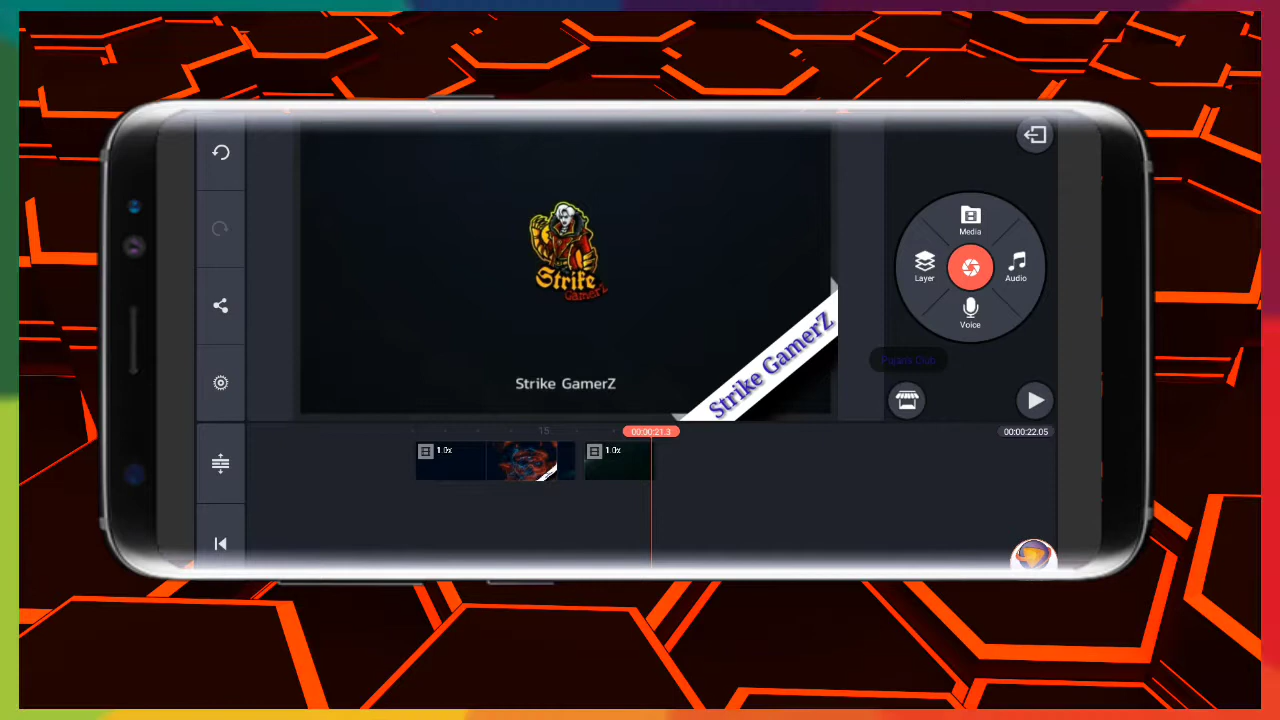 Media
Layer
Audio
Voice
Strike
GamerZ
Strike GamerZ
Strike GamerZ
00:00:21.3
00:00:22.05
15
1.0x
1.0x